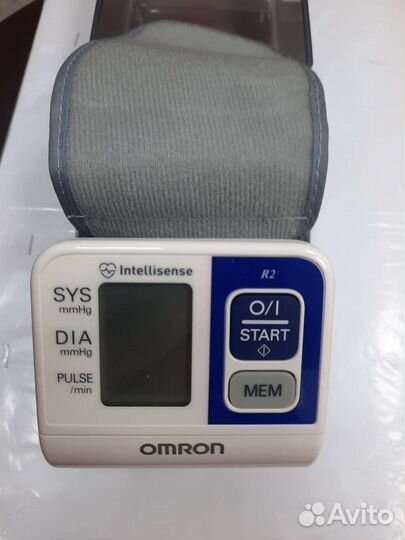 Intellisense
R2
SYS
mmHg
DIA
mmHg
PULSE
/min
O/I
START
MEM
OMRON
Avito